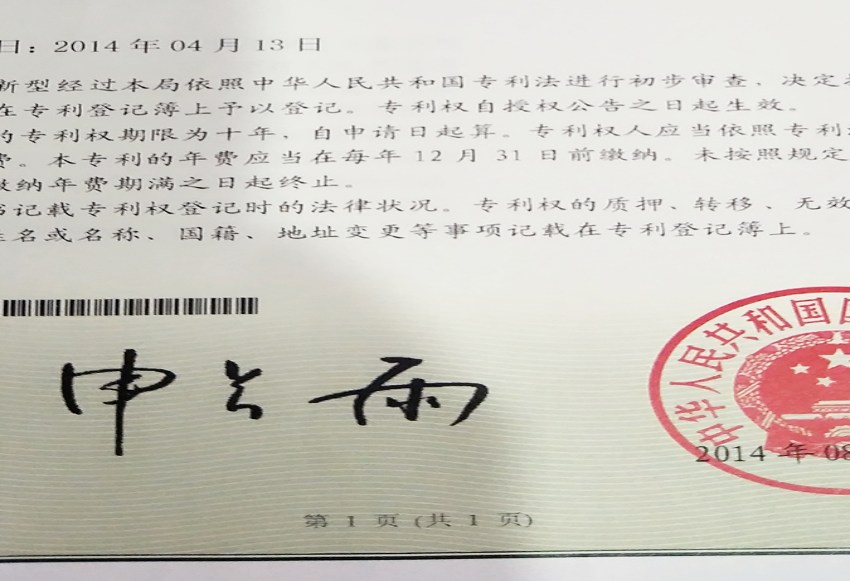 日：2014 年 04 月 13 日
新型经过本局依照中华人民共和国专利法进行初步审查、决定
在专利登记簿上予以登记。专利权自授权公告之日起生效。
的专利权期限为十年、自申请日起算。专利权人应当依照专利
费。本专利的年费应当在每年 12 月 31 日前缴纳。未按照规定
缴纳年费期满之日起终止。
书记载专利权登记时的法律状况。专利权的质押、转移、无效
姓名或名称、国籍、地址变更等事项记载在专利登记簿上。
申长雨
中华人民共和国
2014 年 08
第 1 页 (共 1 页)